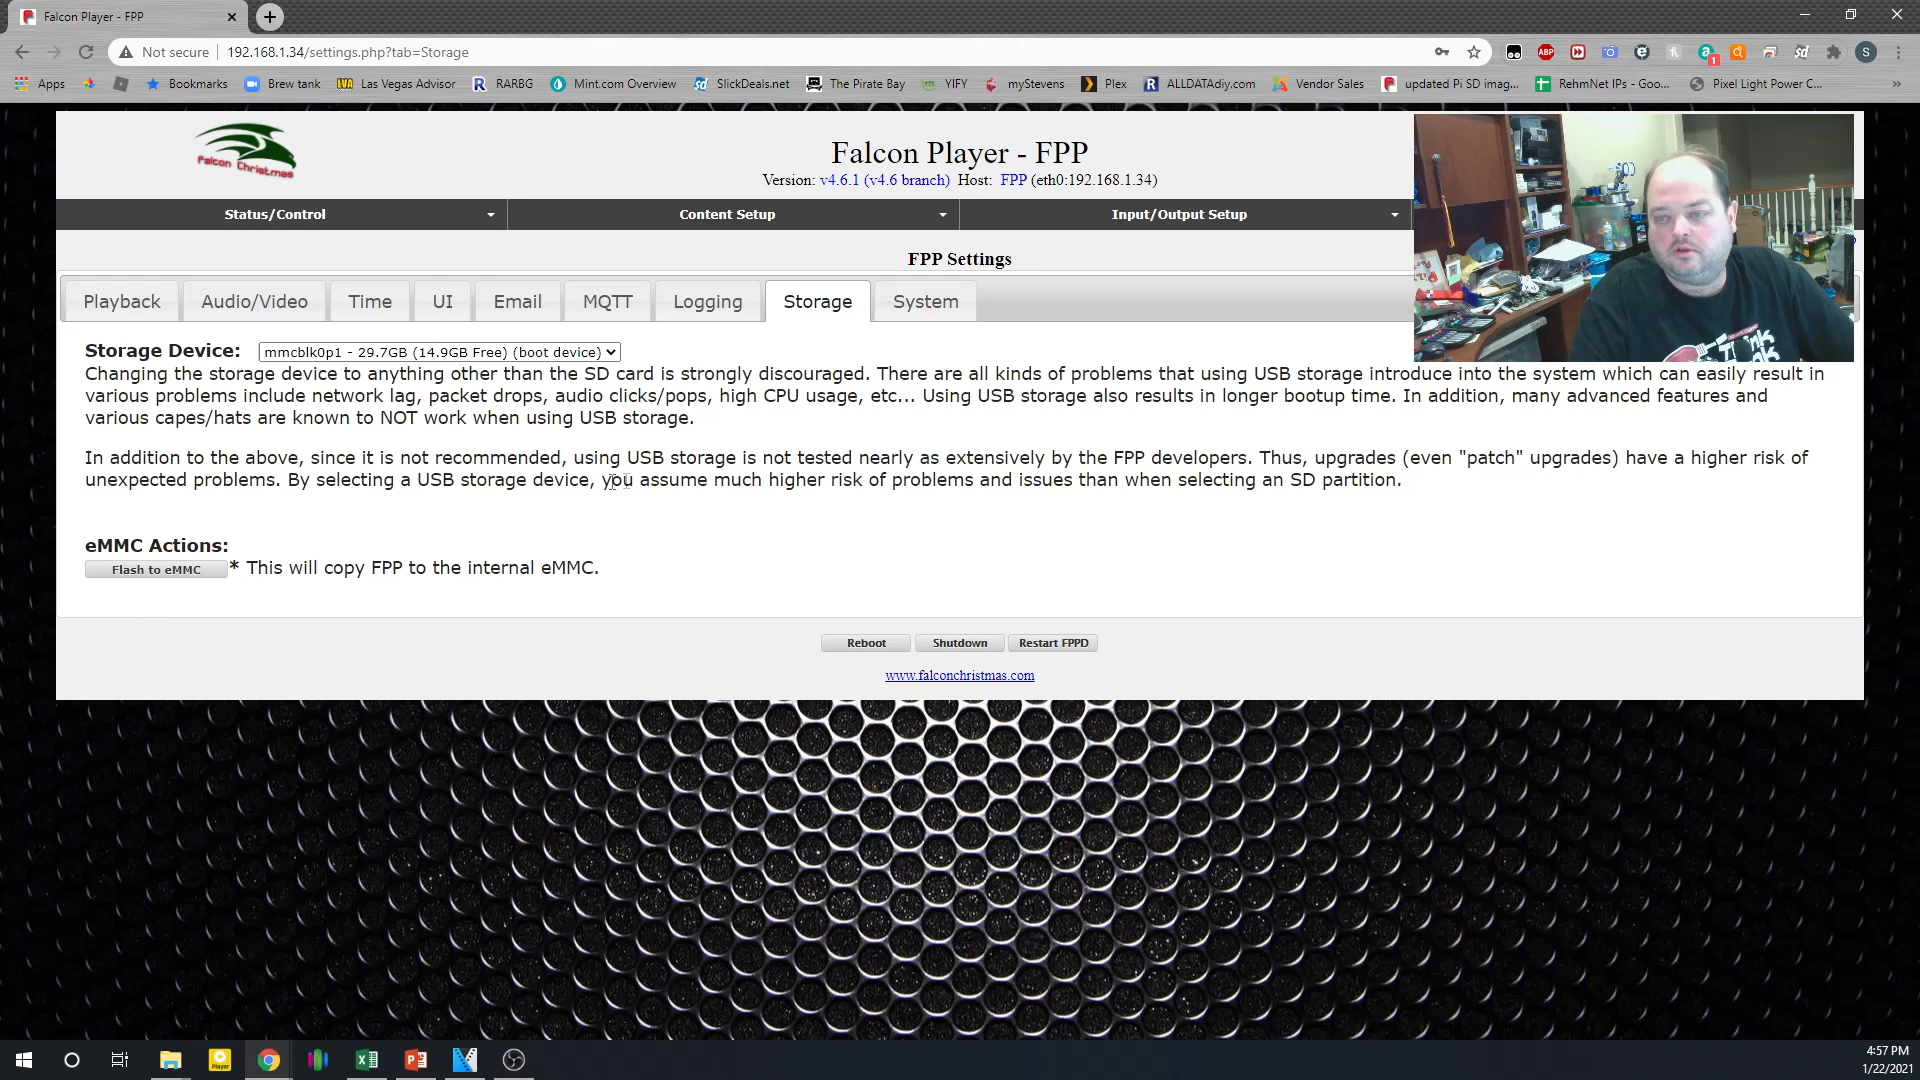 Falcon Player - FPP
Not secure
192.168.1.34/settings.php?tab=Storage
ABP
1
S
Apps
Bookmarks
Brew tank
Las Vegas Advisor
RARBG
Mint.com Overview
SlickDeals.net
The Pirate Bay
YIFY
myStevens
Plex
ALLDATAdiy.com
Vendor Sales
updated Pi SD imag...
RehmNet IPs - Goo...
Pixel Light Power C...
»
Falcon Christmas
Falcon Player - FPP
Version: v4.6.1 (v4.6 branch) Host: FPP (eth0:192.168.1.34)
Status/Control
Content Setup
Input/Output Setup
FPP Settings
Playback
Audio/Video
Time
UI
Email
MQTT
Logging
Storage
System
Storage Device: mmcblk0p1 - 29.7GB (14.9GB Free) (boot device)
Changing the storage device to anything other than the SD card is strongly discouraged. There are all kinds of problems that using USB storage introduce into the system which can easily result in
various problems include network lag, packet drops, audio clicks/pops, high CPU usage, etc... Using USB storage also results in longer bootup time. In addition, many advanced features and
various capes/hats are known to NOT work when using USB storage.
In addition to the above, since it is not recommended, using USB storage is not tested nearly as extensively by the FPP developers. Thus, upgrades (even "patch" upgrades) have a higher risk of
unexpected problems. By selecting a USB storage device, you assume much higher risk of problems and issues than when selecting an SD partition.
eMMC Actions:
Flash to eMMC * This will copy FPP to the internal eMMC.
Reboot
Shutdown
Restart FPPD
www.falconchristmas.com
Player
4:57 PM
1/22/2021